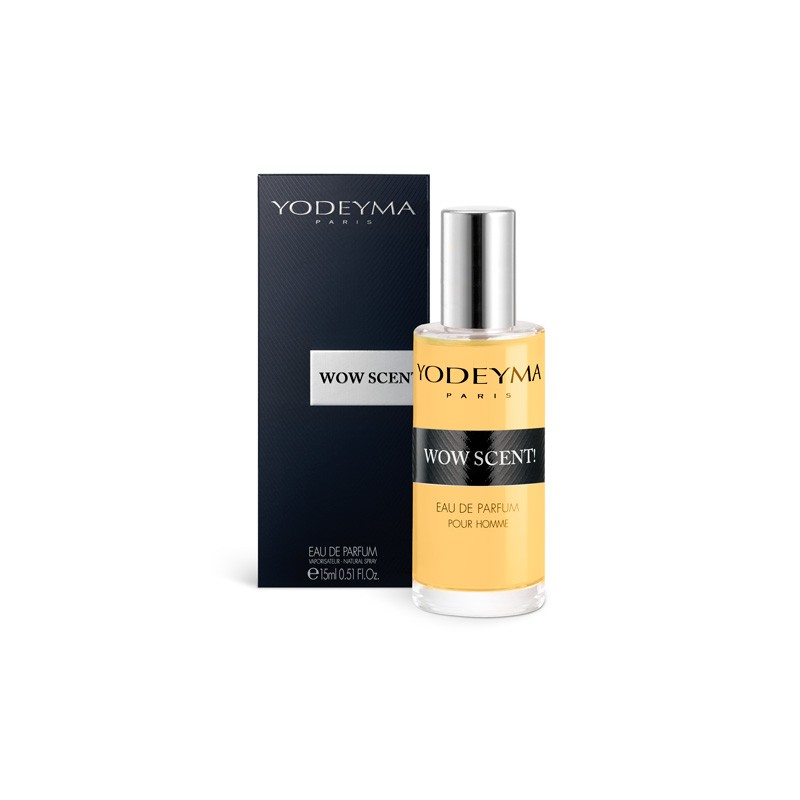 YODEYMA
PARIS
WOW SCENT
EAU DE PARFUM
VAPORISATEUR - NATURAL SPRAY
℮15ml 0.51 Fl.Oz.
YODEYMA
PARIS
WOW SCENT!
EAU DE PARFUM
POUR HOMME